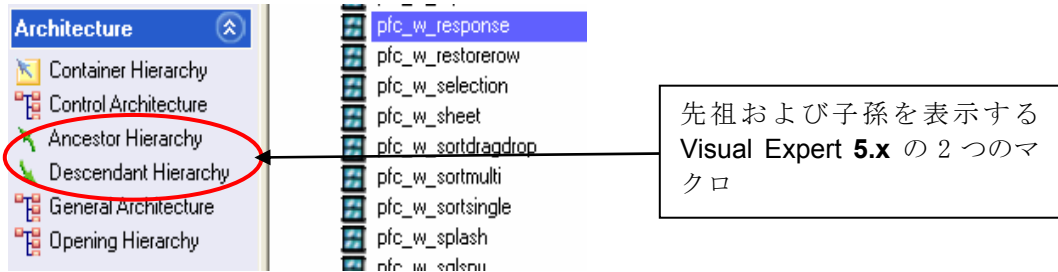 Architecture
Container Hierarchy
Control Architecture
Ancestor Hierarchy
Descendant Hierarchy
General Architecture
Opening Hierarchy
pfc_w_response
pfc_w_restorerow
pfc_w_selection
pfc_w_sheet
pfc_w_sortdragdrop
pfc_w_sortmulti
pfc_w_sortsingle
pfc_w_splash
先祖および子孫を表示する
Visual Expert 5.x の２つのマ
クロ